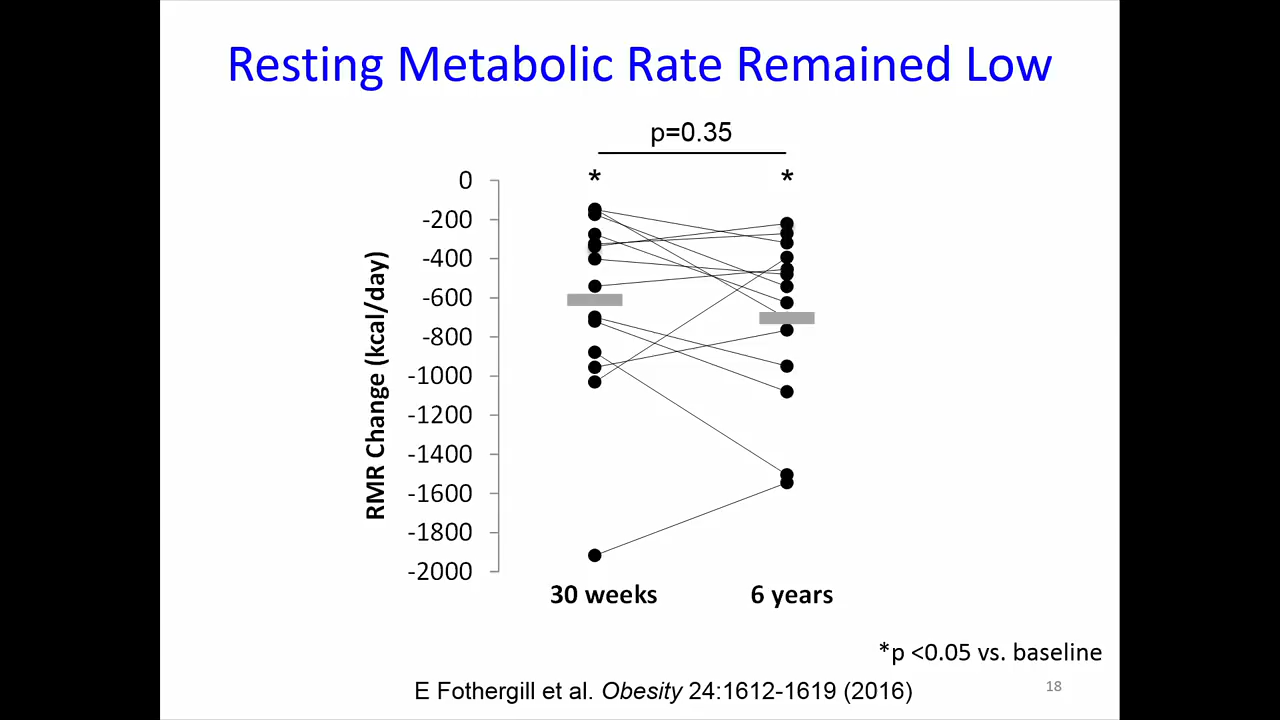 Resting Metabolic Rate Remained Low
p=0.35
* *
0
-200
-400
-600
-800
-1000
-1200
-1400
-1600
-1800
-2000
RMR Change (kcal/day)
30 weeks 6 years
*p <0.05 vs. baseline
E Fothergill et al. Obesity 24:1612-1619 (2016)
18